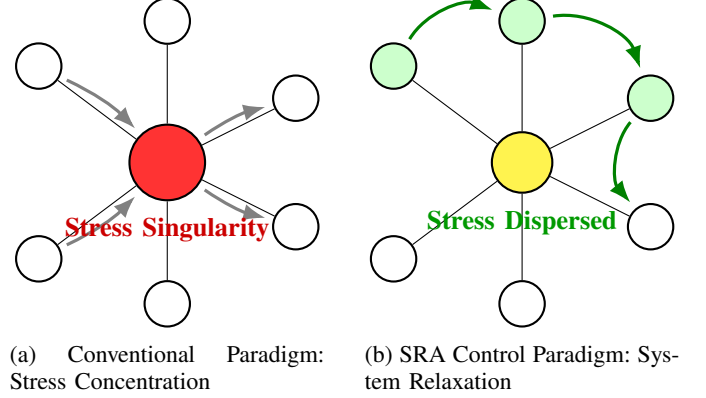 Stress Singularity
Stress Dispersed
(a) Conventional Paradigm:
Stress Concentration
(b) SRA Control Paradigm: Sys-
tem Relaxation